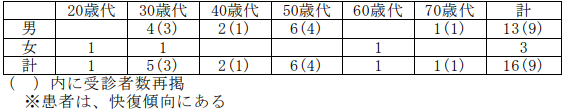 20歳代 30歳代 40歳代 50歳代 60歳代 70歳代 計
男 4(3) 2(1) 6(4) 1(1) 13(9)
女 1 1 1 3
計 1 5(3) 2(1) 6(4) 1 1(1) 16(9)
( )内に受診者数再掲
※患者は、快復傾向にある